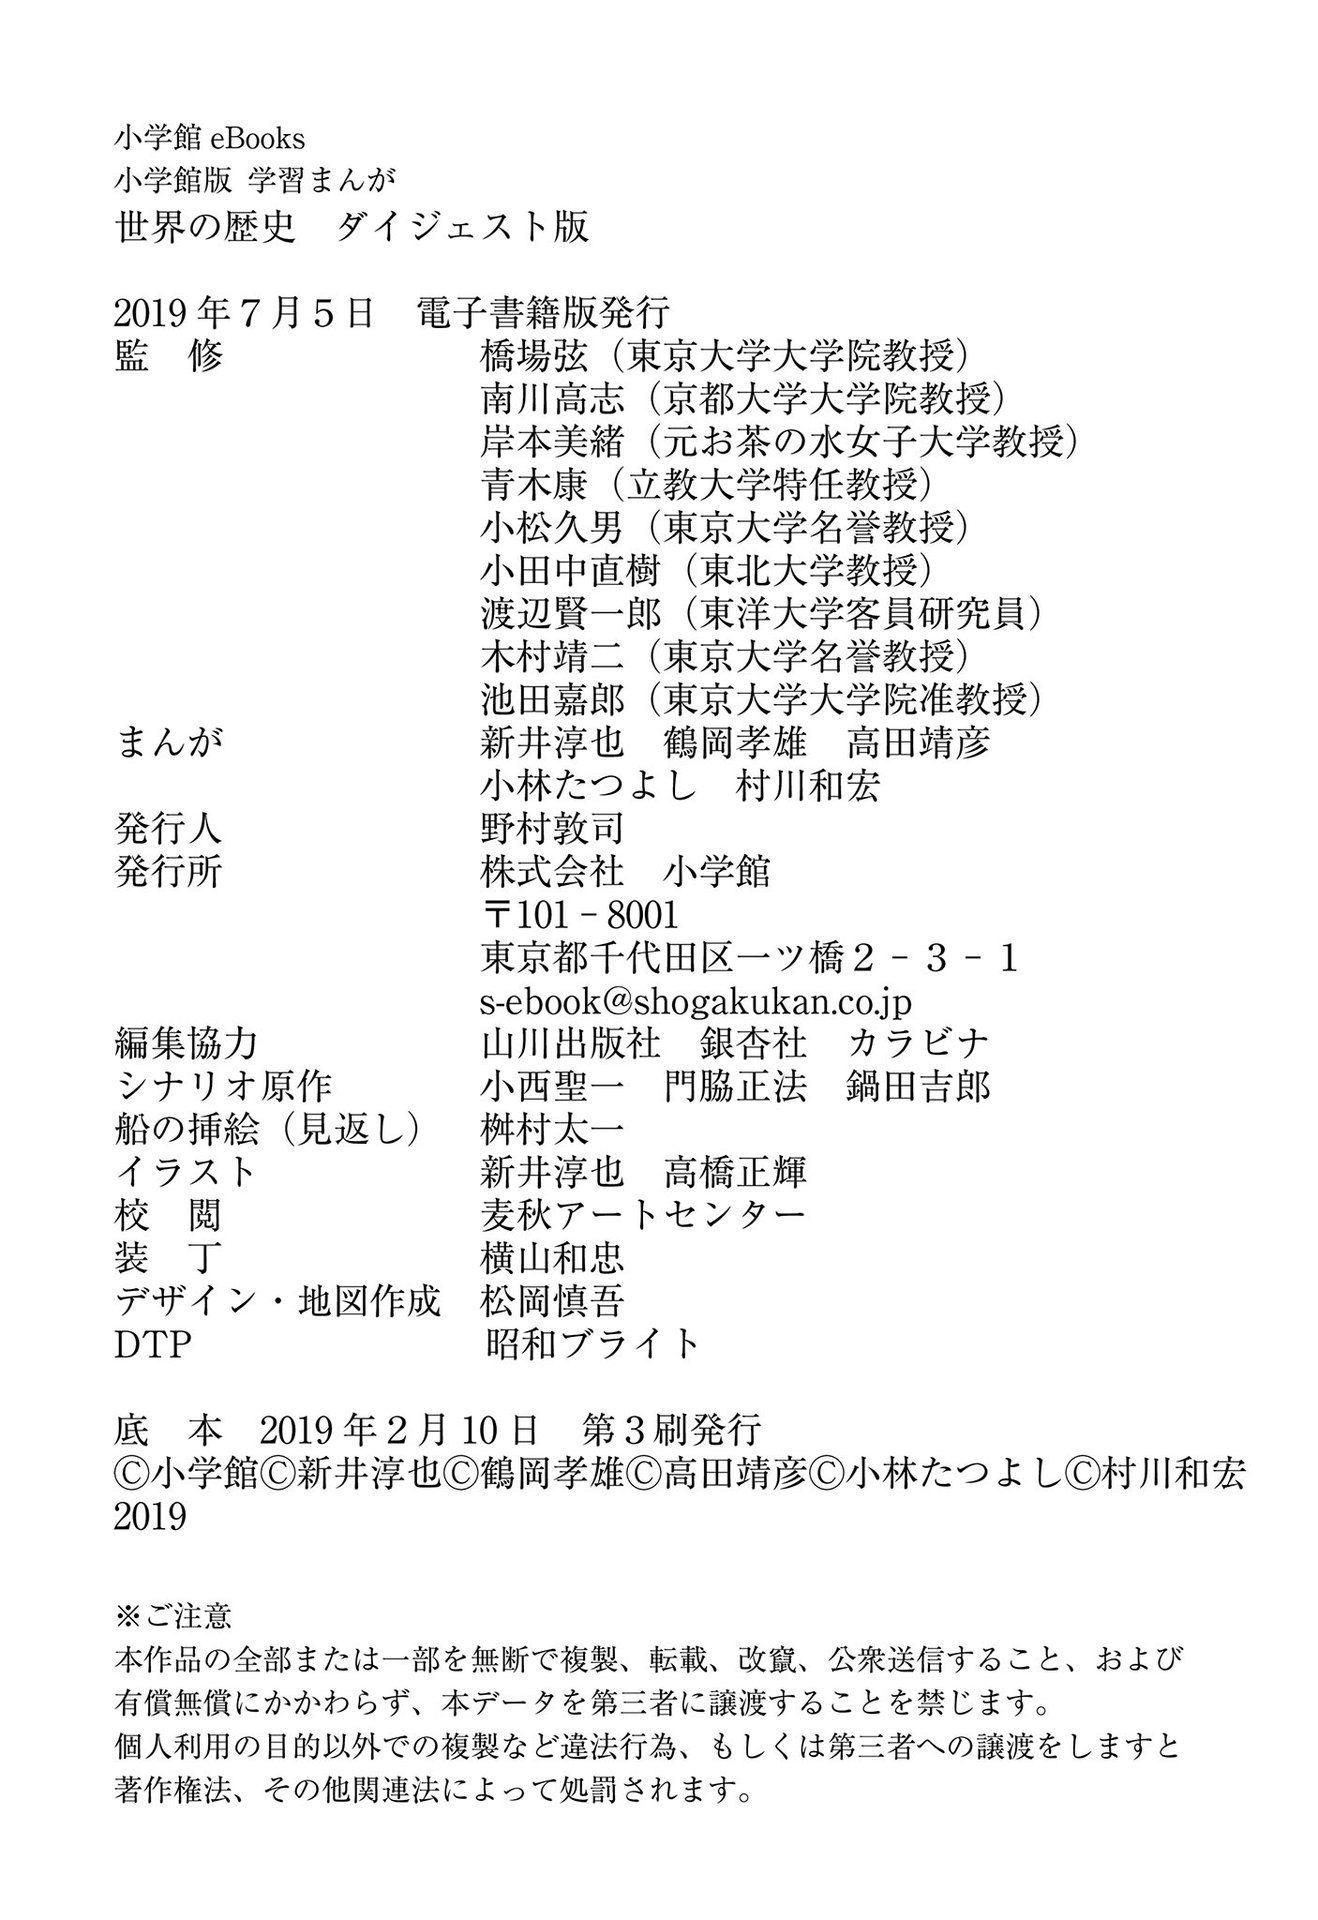 小学館 eBooks
小学館版 学習まんが
世界の歴史　ダイジェスト版
2019 年７月５日　電子書籍版発行
監　修　橋場弦（東京大学大学院教授）
南川高志（京都大学大学院教授）
岸本美緒（元お茶の水女子大学教授）
青木康（立教大学特任教授）
小松久男（東京大学名誉教授）
小田中直樹（東北大学教授）
渡辺賢一郎（東洋大学客員研究員）
木村靖二（東京大学名誉教授）
池田嘉郎（東京大学大学院准教授）
まんが　新井淳也　鶴岡孝雄　高田靖彦
小林たつよし　村川和宏
発行人　野村敦司
発行所　株式会社　小学館
〒101－8001
東京都千代田区一ツ橋２－３－１
s-ebook@shogakukan.co.jp
編集協力　山川出版社　銀杏社　カラビナ
シナリオ原作　小西聖一　門脇正法　鍋田吉郎
船の挿絵（見返し）　桝村太一
イラスト　新井淳也　高橋正輝
校　閲　麦秋アートセンター
装　丁　横山和忠
デザイン・地図作成　松岡慎吾
DTP　昭和ブライト
底　本　2019 年２月 10 日　第３刷発行
Ⓒ小学館Ⓒ新井淳也Ⓒ鶴岡孝雄Ⓒ高田靖彦Ⓒ小林たつよしⒸ村川和宏
2019
※ご注意
本作品の全部または一部を無断で複製、転載、改竄、公衆送信すること、および
有償無償にかかわらず、本データを第三者に譲渡することを禁じます。
個人利用の目的以外での複製など違法行為、もしくは第三者への譲渡をしますと
著作権法、その他関連法によって処罰されます。